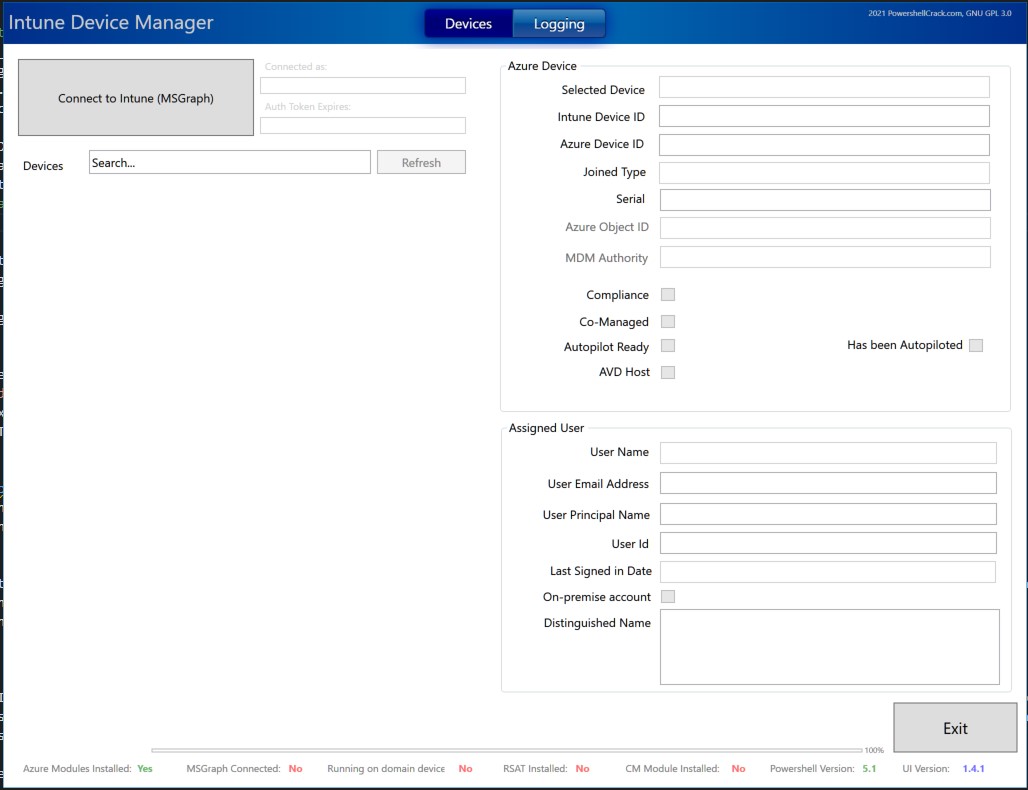 Intune Device Manager
Devices
Logging
2021 PowershellCrack.com, GNU GPL 3.0
Connect to Intune (MSGraph)
Connected as:
Auth Token Expires:
Devices
Search...
Refresh
Azure Device
Selected Device
Intune Device ID
Azure Device ID
Joined Type
Serial
Azure Object ID
MDM Authority
Compliance
Co-Managed
Autopilot Ready
Has been Autopiloted
AVD Host
Assigned User
User Name
User Email Address
User Principal Name
User Id
Last Signed in Date
On-premise account
Distinguished Name
Exit
100%
Azure Modules Installed: Yes
MSGraph Connected: No
Running on domain device No
RSAT Installed: No
CM Module Installed: No
Powershell Version: 5.1
UI Version: 1.4.1